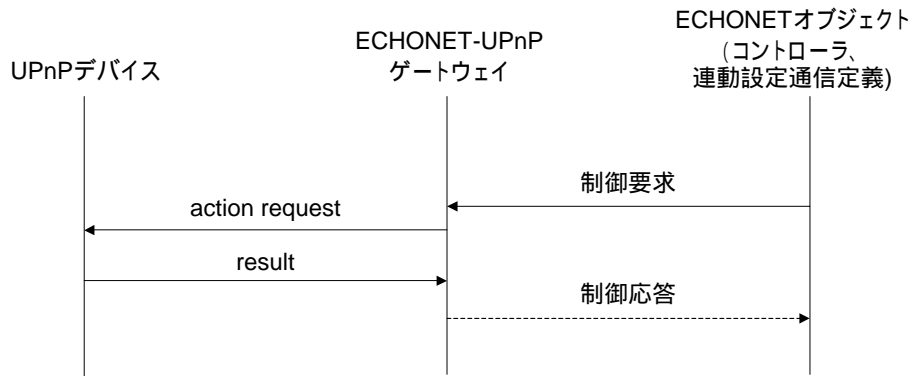 UPnPデバイス
ECHONET-UPnP
ゲートウェイ
ECHONETオブジェクト
(コントローラ、
連動設定通信定義)
制御要求
action request
result
制御応答